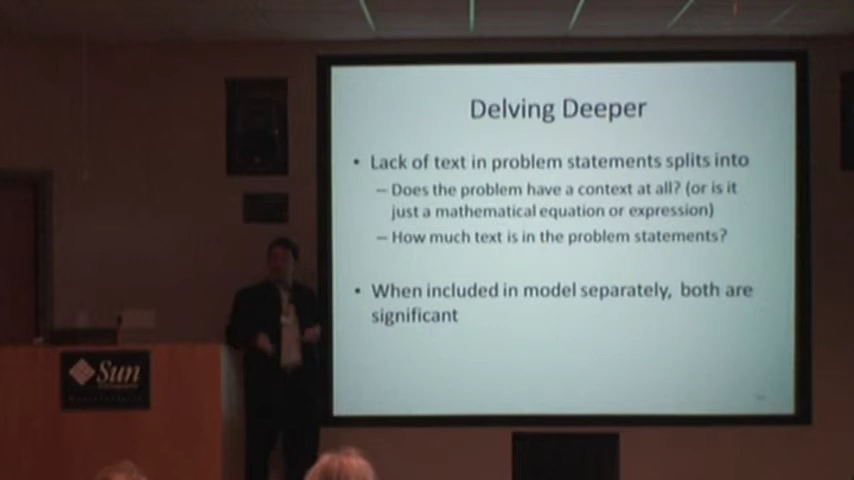 Delving Deeper
• Lack of text in problem statements splits into
– Does the problem have a context at all? (or is it
just a mathematical equation or expression)
– How much text is in the problem statements?
• When included in model separately, both are
significant
Sun